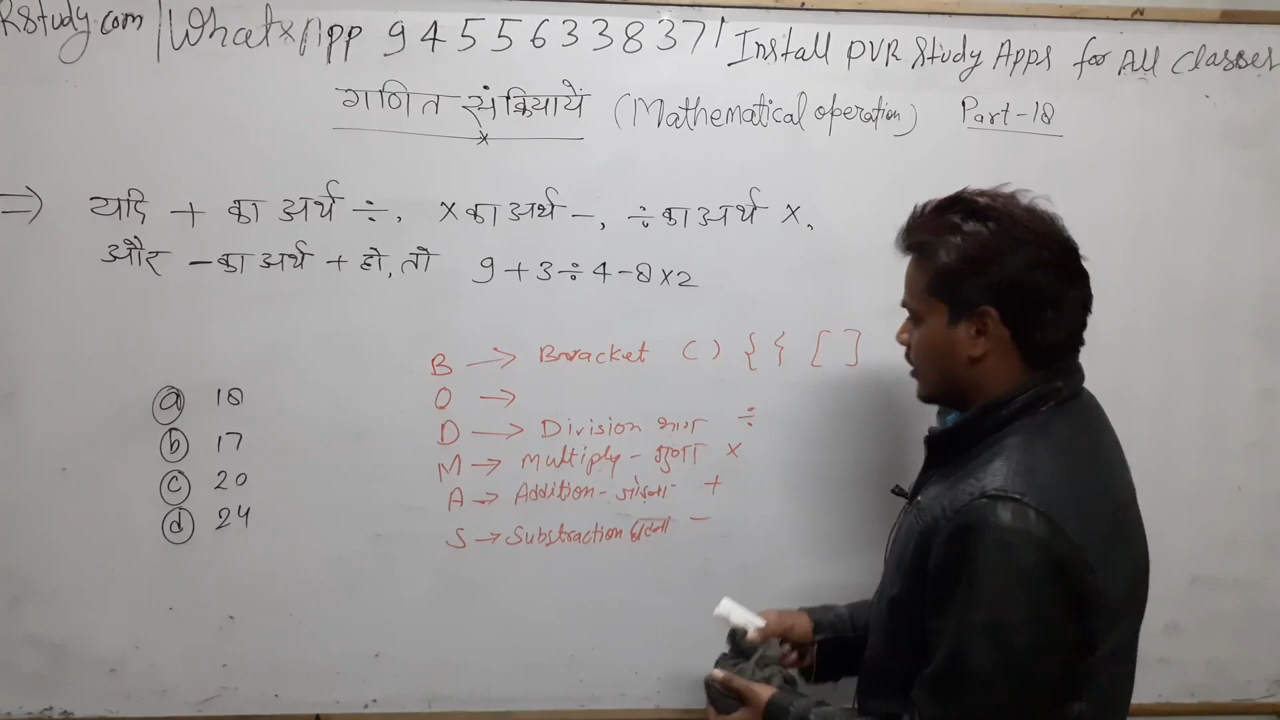 RStudy.com | WhatxApp 9455633837 | Install PVR Study Apps for All Classes
गणित संक्रियायें (Mathematical operation) Part-18
⇒ यदि + का अर्थ ÷, × का अर्थ -, ÷ का अर्थ ×,
और - का अर्थ + हो, तो 9+3÷4-8×2
(a) 18
(b) 17
(c) 20
(d) 24
B → Bracket () { } [ ]
O →
D → Division भाग ÷
M → Multiply - गुणा ×
A → Addition - जोड़ना +
S → Substraction घटाना -